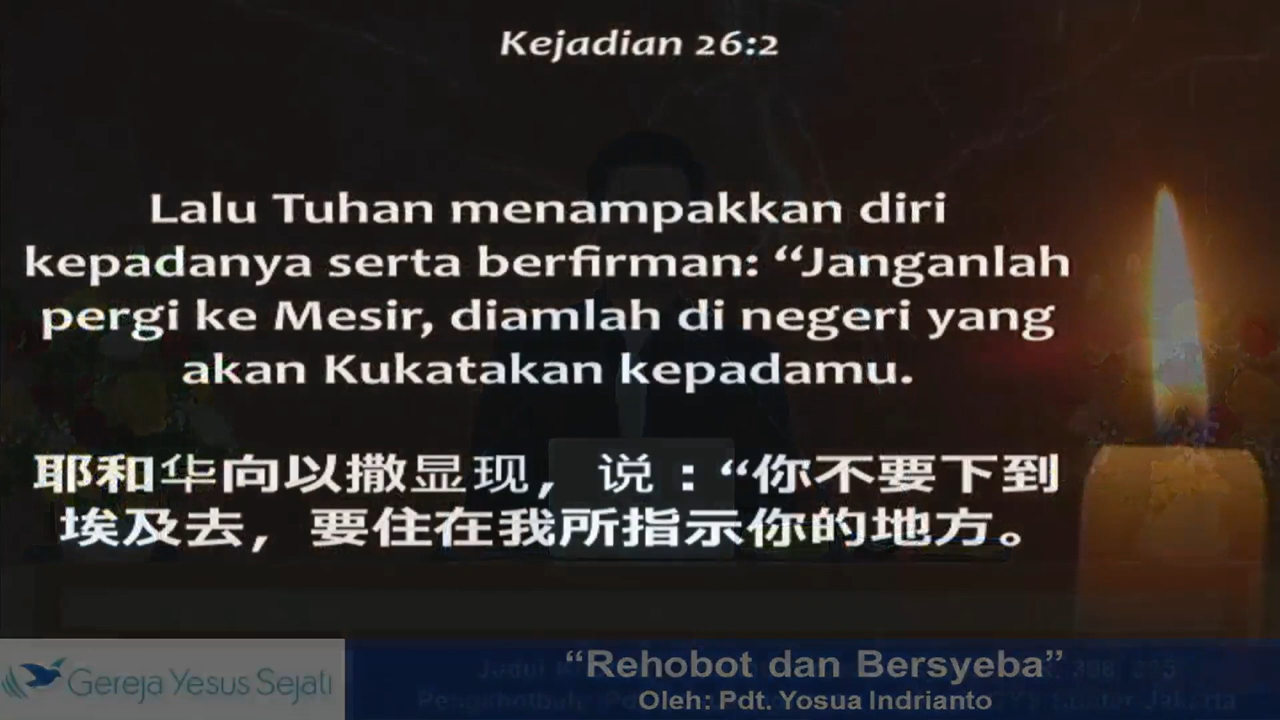 Kejadian 26:2
Lalu Tuhan menampakkan diri
kepadanya serta berfirman: “Janganlah
pergi ke Mesir, diamlah di negeri yang
akan Kukatakan kepadamu.
耶和华向以撒显现，说：“你不要下到
埃及去，要住在我所指示你的地方。
Gereja Yesus Sejati
“Rehobot dan Bersyeba”
Oleh: Pdt. Yosua Indrianto